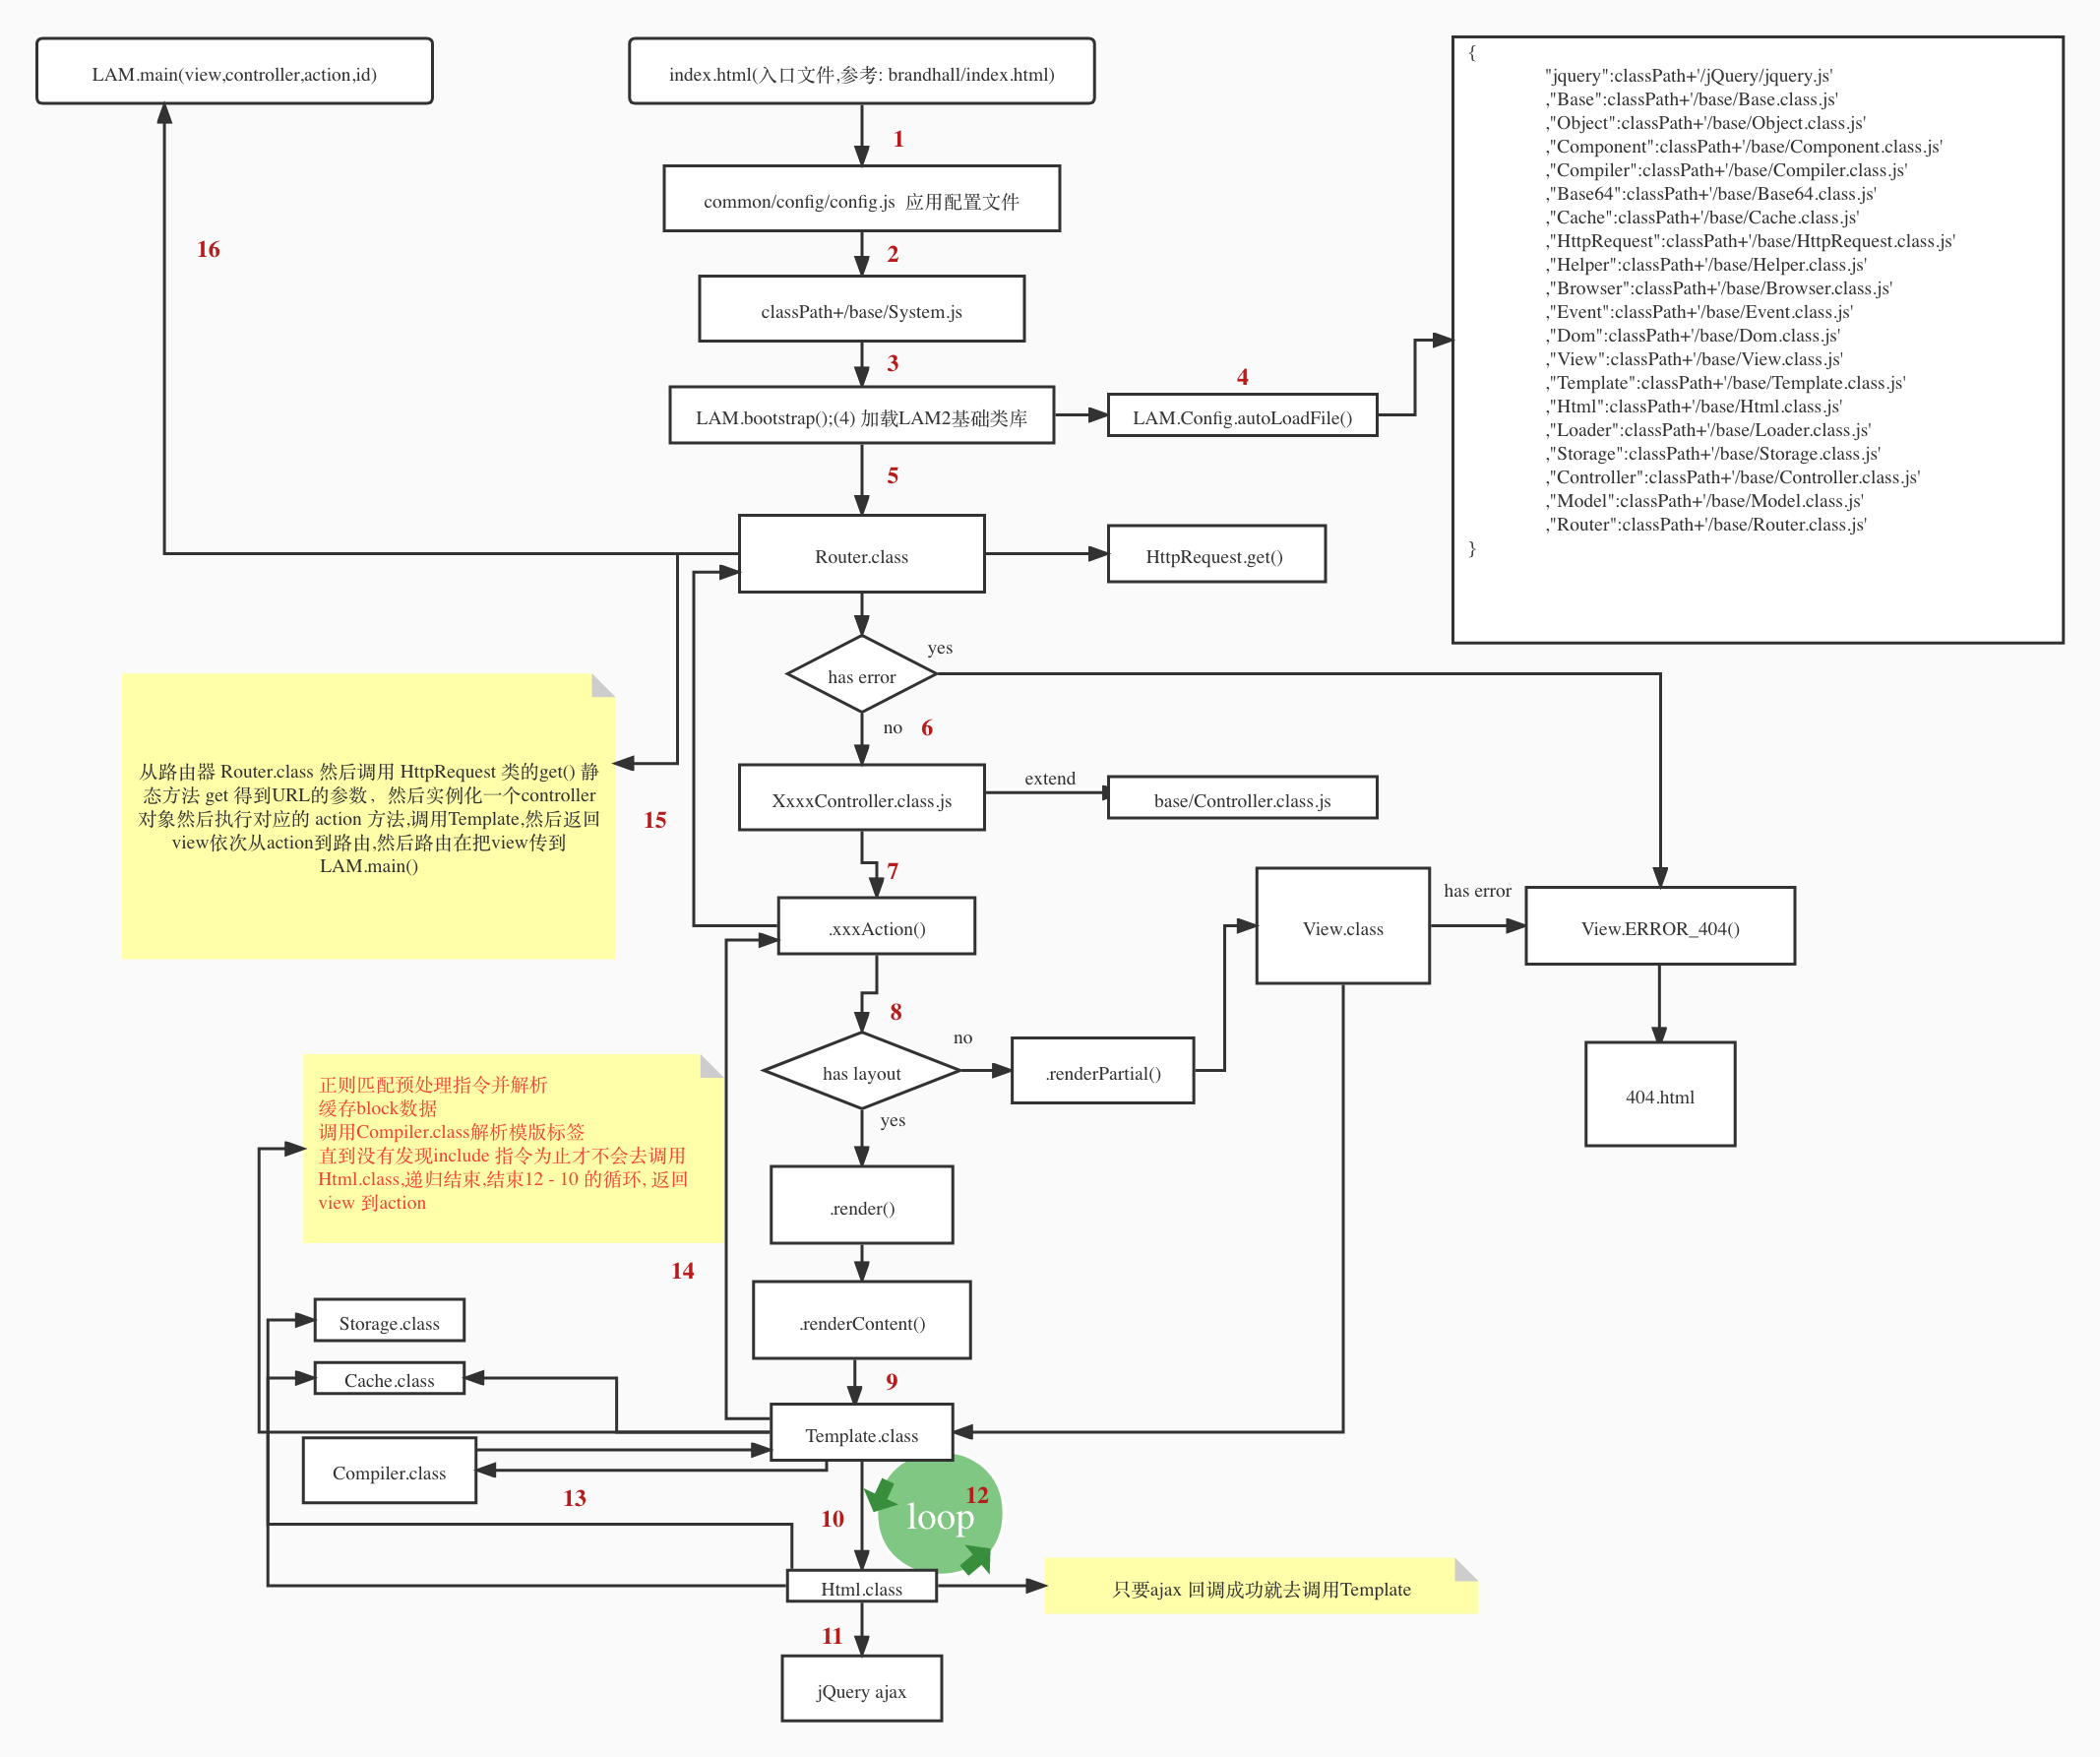 LAM.main(view,controller,action,id)
index.html(入口文件,参考: brandhall/index.html)
1
common/config/config.js 应用配置文件
2
classPath+/base/System.js
3
LAM.bootstrap();(4) 加载LAM2基础类库
4
LAM.Config.autoLoadFile()
{
"jquery":classPath+'/jQuery/jquery.js'
,"Base":classPath+'/base/Base.class.js'
,"Object":classPath+'/base/Object.class.js'
,"Component":classPath+'/base/Component.class.js'
,"Compiler":classPath+'/base/Compiler.class.js'
,"Base64":classPath+'/base/Base64.class.js'
,"Cache":classPath+'/base/Cache.class.js'
,"HttpRequest":classPath+'/base/HttpRequest.class.js'
,"Helper":classPath+'/base/Helper.class.js'
,"Browser":classPath+'/base/Browser.class.js'
,"Event":classPath+'/base/Event.class.js'
,"Dom":classPath+'/base/Dom.class.js'
,"View":classPath+'/base/View.class.js'
,"Template":classPath+'/base/Template.class.js'
,"Html":classPath+'/base/Html.class.js'
,"Loader":classPath+'/base/Loader.class.js'
,"Storage":classPath+'/base/Storage.class.js'
,"Controller":classPath+'/base/Controller.class.js'
,"Model":classPath+'/base/Model.class.js'
,"Router":classPath+'/base/Router.class.js'
}
16
5
Router.class
HttpRequest.get()
has error
yes
no
6
从路由器 Router.class 然后调用 HttpRequest 类的get() 静
态方法 get 得到URL的参数，然后实例化一个controller
对象然后执行对应的 action 方法,调用Template,然后返回
view依次从action到路由,然后路由在把view传到
LAM.main()
15
XxxxController.class.js
extend
base/Controller.class.js
7
.xxxAction()
View.class
has error
View.ERROR_404()
8
has layout
no
.renderPartial()
404.html
yes
正则匹配预处理指令并解析
缓存block数据
调用Compiler.class解析模版标签
直到没有发现include 指令为止才不会去调用
Html.class,递归结束,结束12 - 10 的循环, 返回
view 到action
.render()
14
.renderContent()
Storage.class
Cache.class
9
Template.class
Compiler.class
13
10
12
loop
Html.class
只要ajax 回调成功就去调用Template
11
jQuery ajax